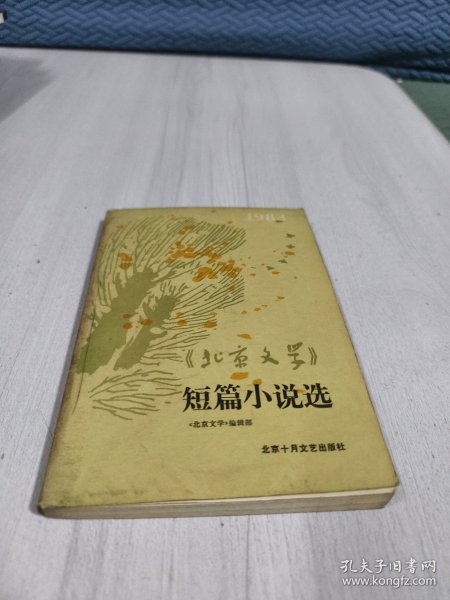 《北京文学》
短篇小说选
《北京文学》编辑部
北京十月文艺出版社
孔夫子旧书网
www.kongfz.com